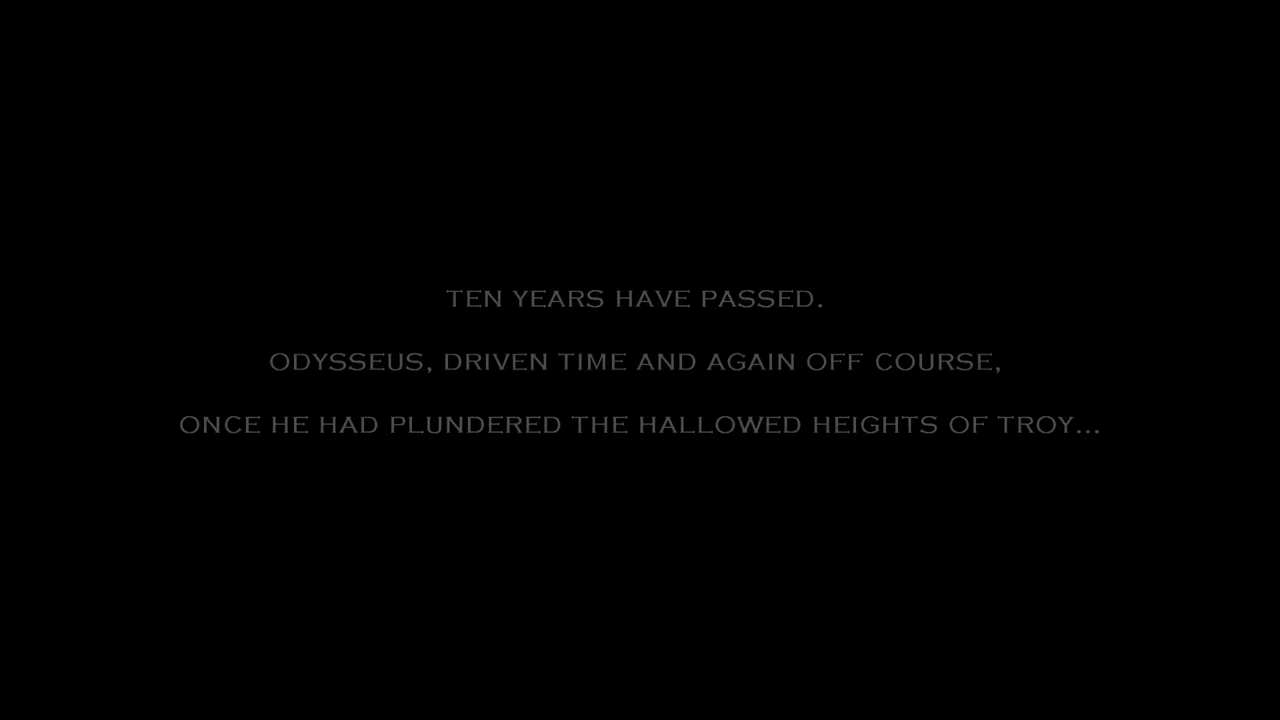 TEN YEARS HAVE PASSED.
ODYSSEUS, DRIVEN TIME AND AGAIN OFF COURSE,
ONCE HE HAD PLUNDERED THE HALLOWED HEIGHTS OF TROY...